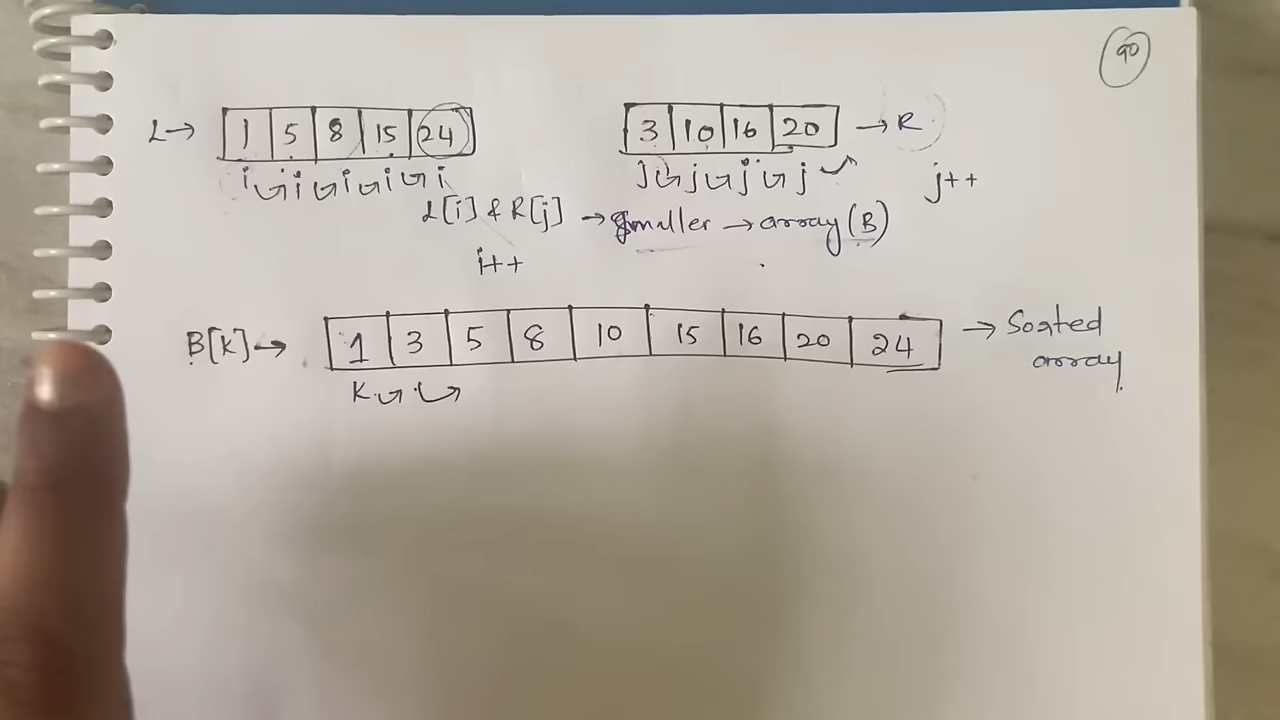 90
L→ 1 5 8 15 24
3 10 16 20 → R
i i i i i
j j j j
j++
L[i] & R[j] → smaller → array(B)
i++
B[K]→ 1 3 5 8 10 15 16 20 24 → Soated
array
K